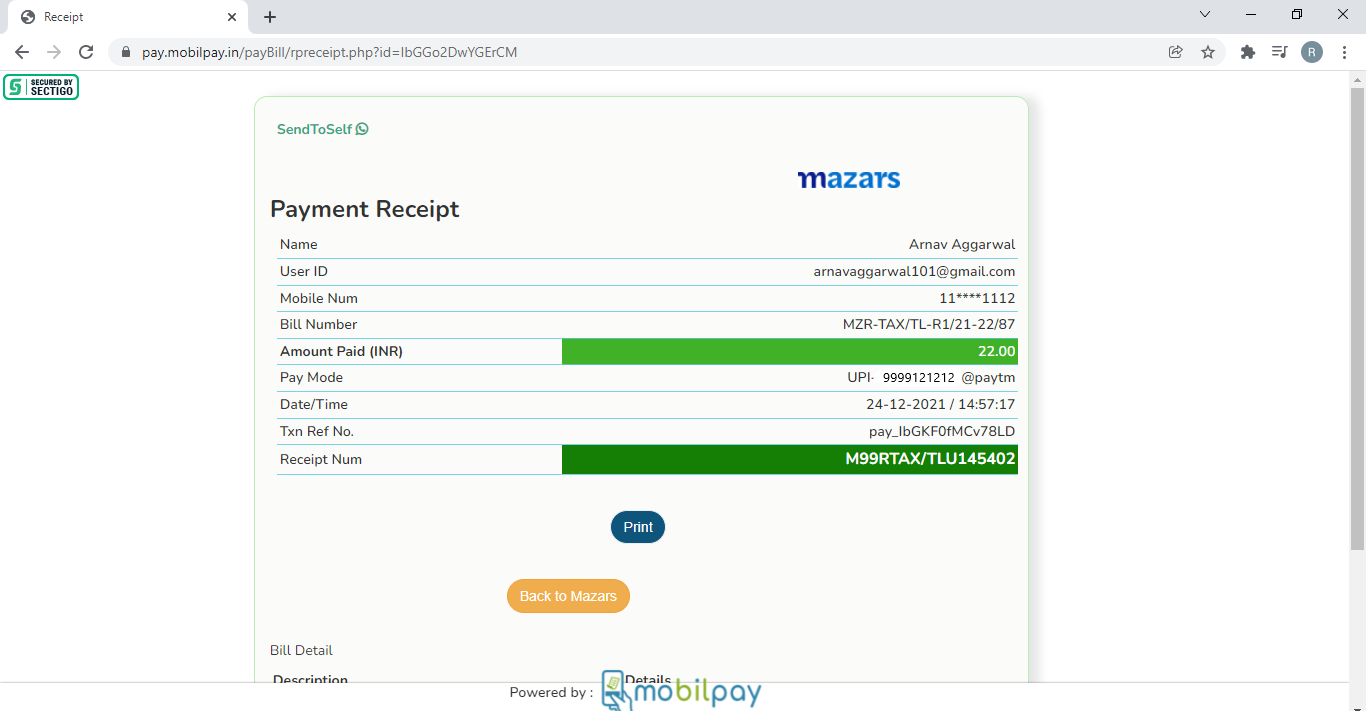 Receipt
pay.mobilpay.in/payBill/rpreceipt.php?id=IbGGo2DwYGErCM
R
SECURED BY
SECTIGO
SendToSelf
mazars
Payment Receipt
Name Arnav Aggarwal
User ID arnavaggarwal101@gmail.com
Mobile Num 11****1112
Bill Number MZR-TAX/TL-R1/21-22/87
Amount Paid (INR) 22.00
Pay Mode UPI- 9999121212 @paytm
Date/Time 24-12-2021 / 14:57:17
Txn Ref No. pay_IbGKF0fMCv78LD
Receipt Num M99RTAX/TLU145402
Print
Back to Mazars
Bill Detail
Description Details
Powered by : mobilpay